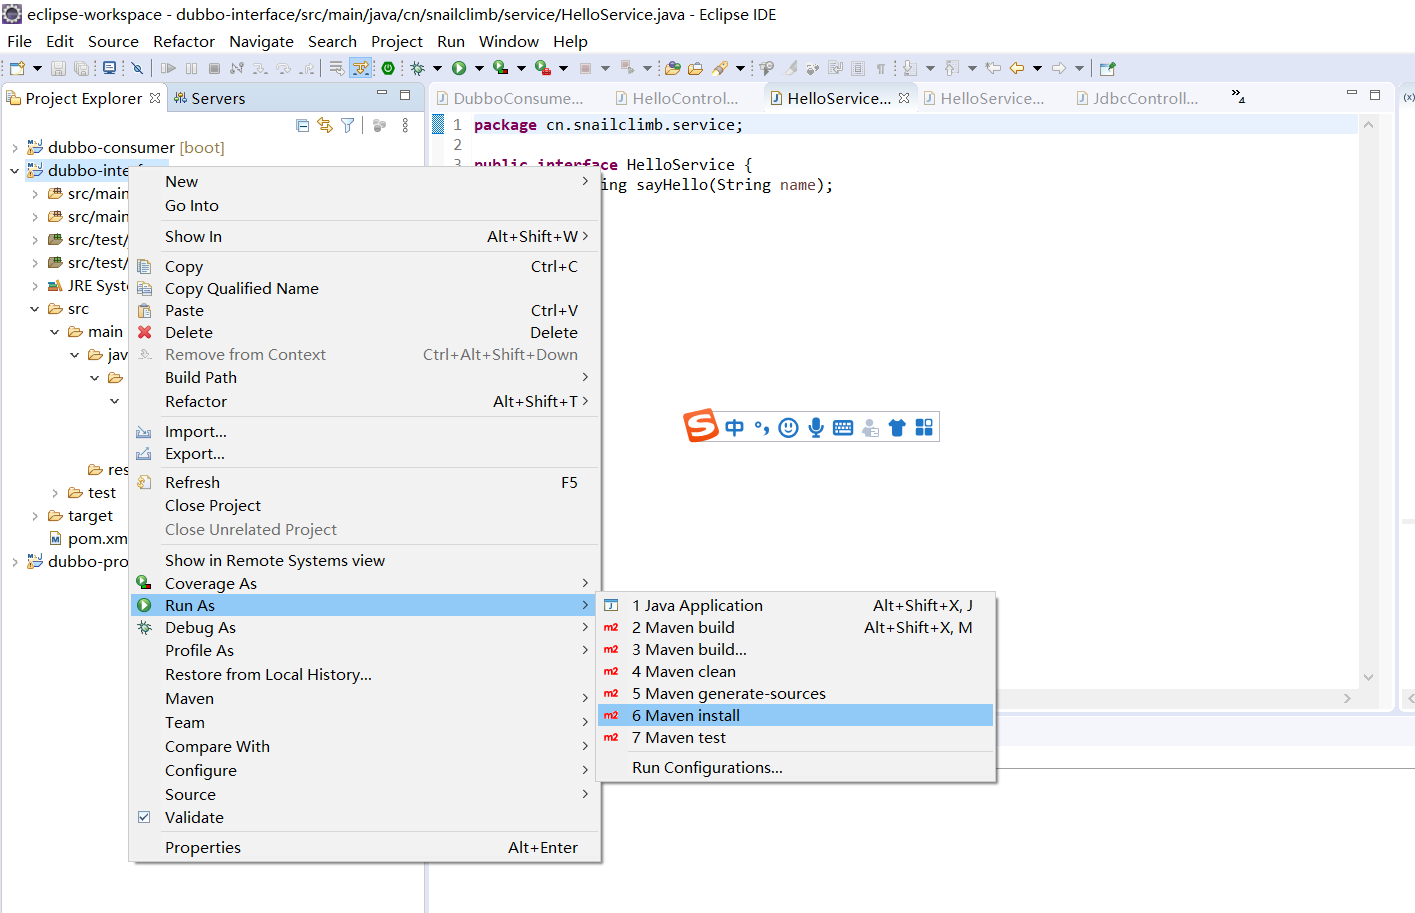 eclipse-workspace - dubbo-interface/src/main/java/cn/snailclimb/service/HelloService.java - Eclipse IDE
File Edit Source Refactor Navigate Search Project Run Window Help
Project Explorer Servers
DubboConsume... HelloControl... HelloService... HelloService... JdbcControll... »4
dubbo-consumer [boot]
dubbo-inte
src/main
src/main
src/test/
src/test/
JRE Syste
src
main
jav
res
test
target
pom.xm
dubbo-pro
1 package cn.snailclimb.service;
2
3 public interface HelloService {
ing sayHello(String name);
New
Go Into
Show In Alt+Shift+W
Copy Ctrl+C
Copy Qualified Name
Paste Ctrl+V
Delete Delete
Remove from Context Ctrl+Alt+Shift+Down
Build Path
Refactor Alt+Shift+T
Import...
Export...
Refresh F5
Close Project
Close Unrelated Project
Show in Remote Systems view
Coverage As
Run As
Debug As
Profile As
Restore from Local History...
Maven
Team
Compare With
Configure
Source
Validate
Properties Alt+Enter
1 Java Application Alt+Shift+X, J
m2 2 Maven build Alt+Shift+X, M
m2 3 Maven build...
m2 4 Maven clean
m2 5 Maven generate-sources
m2 6 Maven install
m2 7 Maven test
Run Configurations...
S 中 °,
(x)